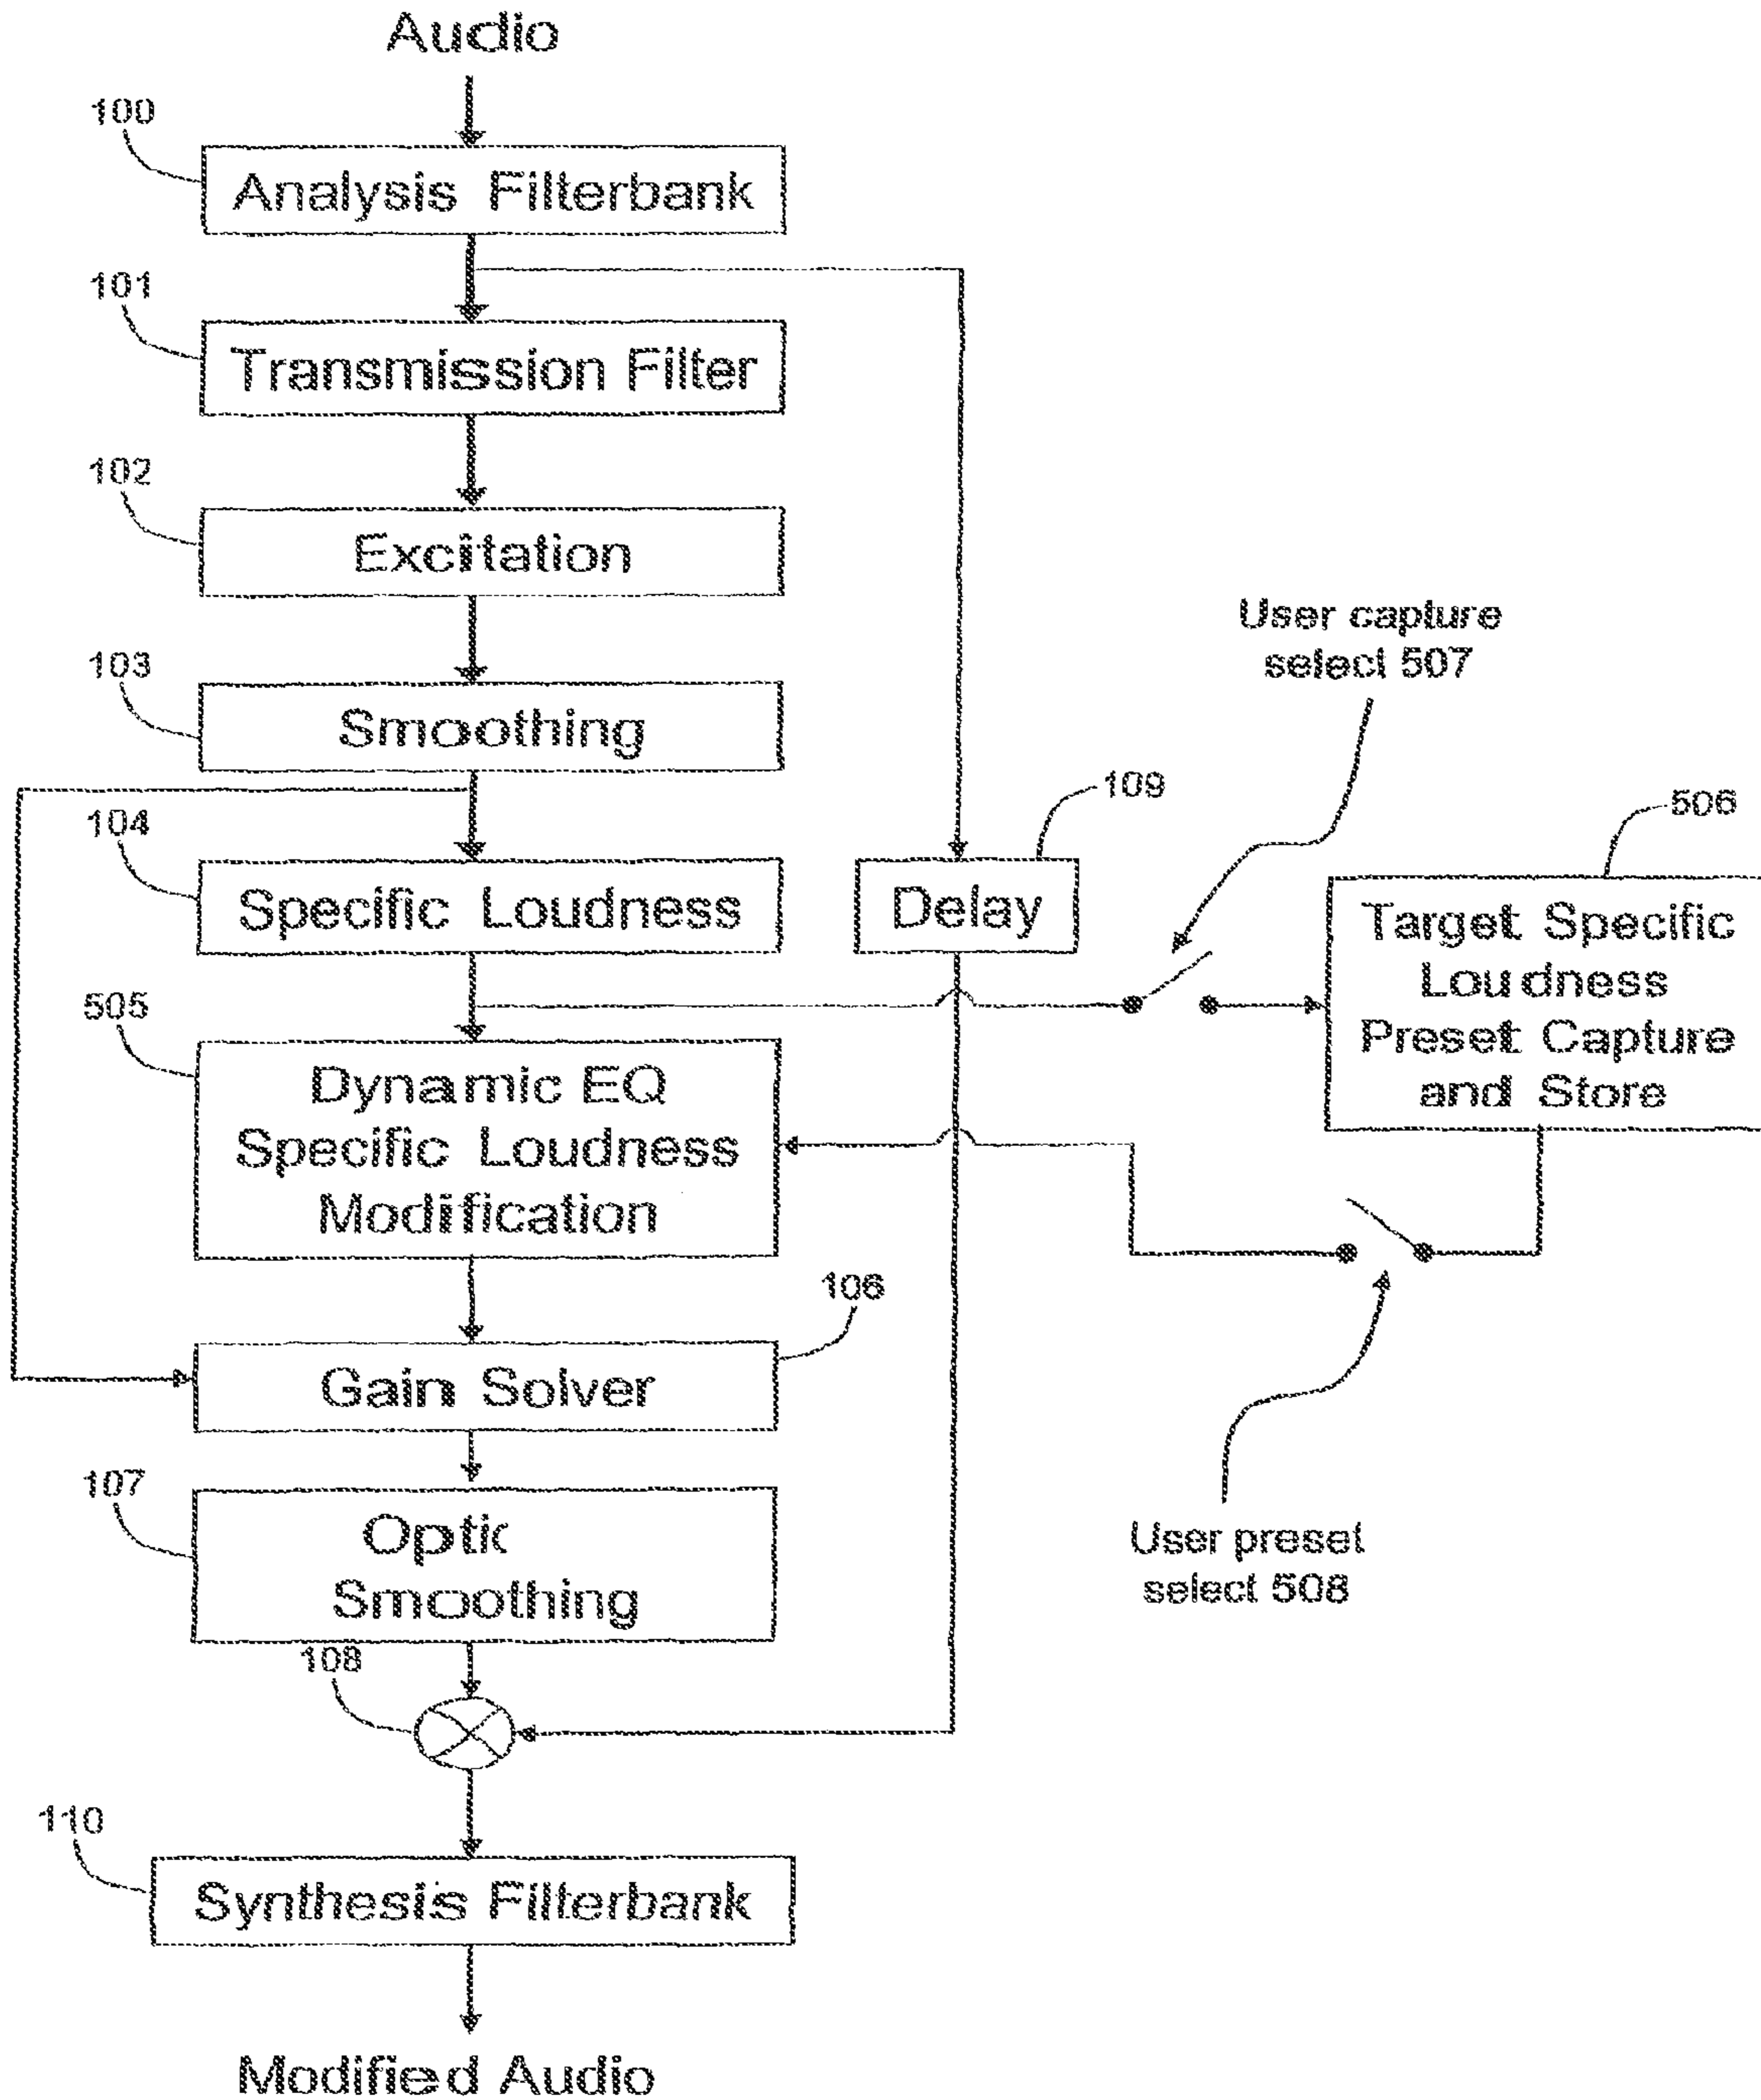 Audio
100
Analysis Filterbank
101
Transmission Filter
102
Excitation
103
Smoothing
104
Specific Loudness
109
Delay
User capture
select 507
506
Target Specific
Loudness
Preset Capture
and Store
505
Dynamic EQ
Specific Loudness
Modification
106
Gain Solver
107
Optic
Smoothing
User preset
select 508
108
110
Synthesis Filterbank
Modified Audio